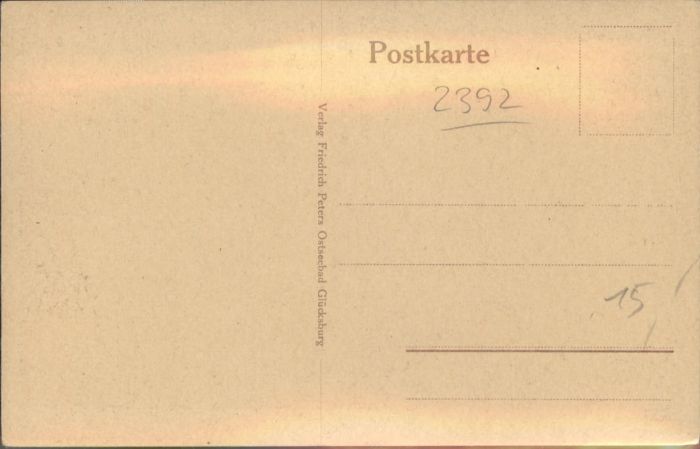 Postkarte
2392
Verlag Friedrich Peters Ostseebad Glücksburg
15